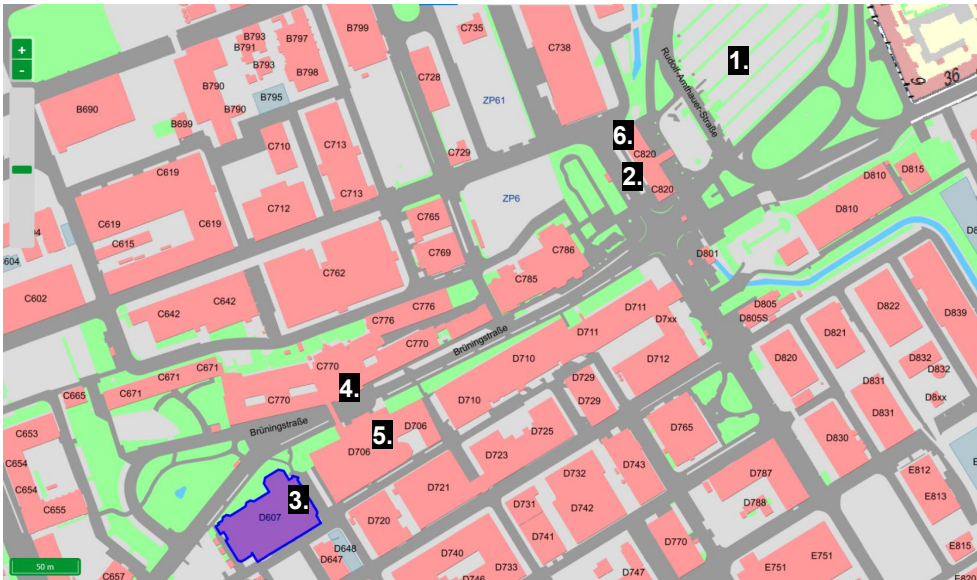 B793
B791
B797
B799
C735
C738
1.
+
-
B793
B790
B798
C728
Rudolf-Amthauer-Straße
36
B690
B790
B795
ZP61
B699
C710
C713
C729
6.
C820
C619
2.
C820
D810
D815
C713
ZP6
C712
C765
D810
C619
C619
C615
C769
C786
D801
604
C762
C785
C602
C642
D805
D822
C642
C776
D711
D7xx
D805S
D839
C776
Brüningstraße
D711
D821
C770
C671
C770
D710
D712
D820
D832
C671
4.
D729
D831
D832
C665
C671
C770
D710
D729
D8xx
D831
Brüningstraße
5.
D706
C653
D725
D765
D830
D706
C654
D723
D743
C654
D721
D732
D787
E812
3.
D731
D742
D788
E813
C655
D607
D720
D741
D770
E815
D648
D740
E751
D647
D733
50 m
C657
D746
D747
E751
E820